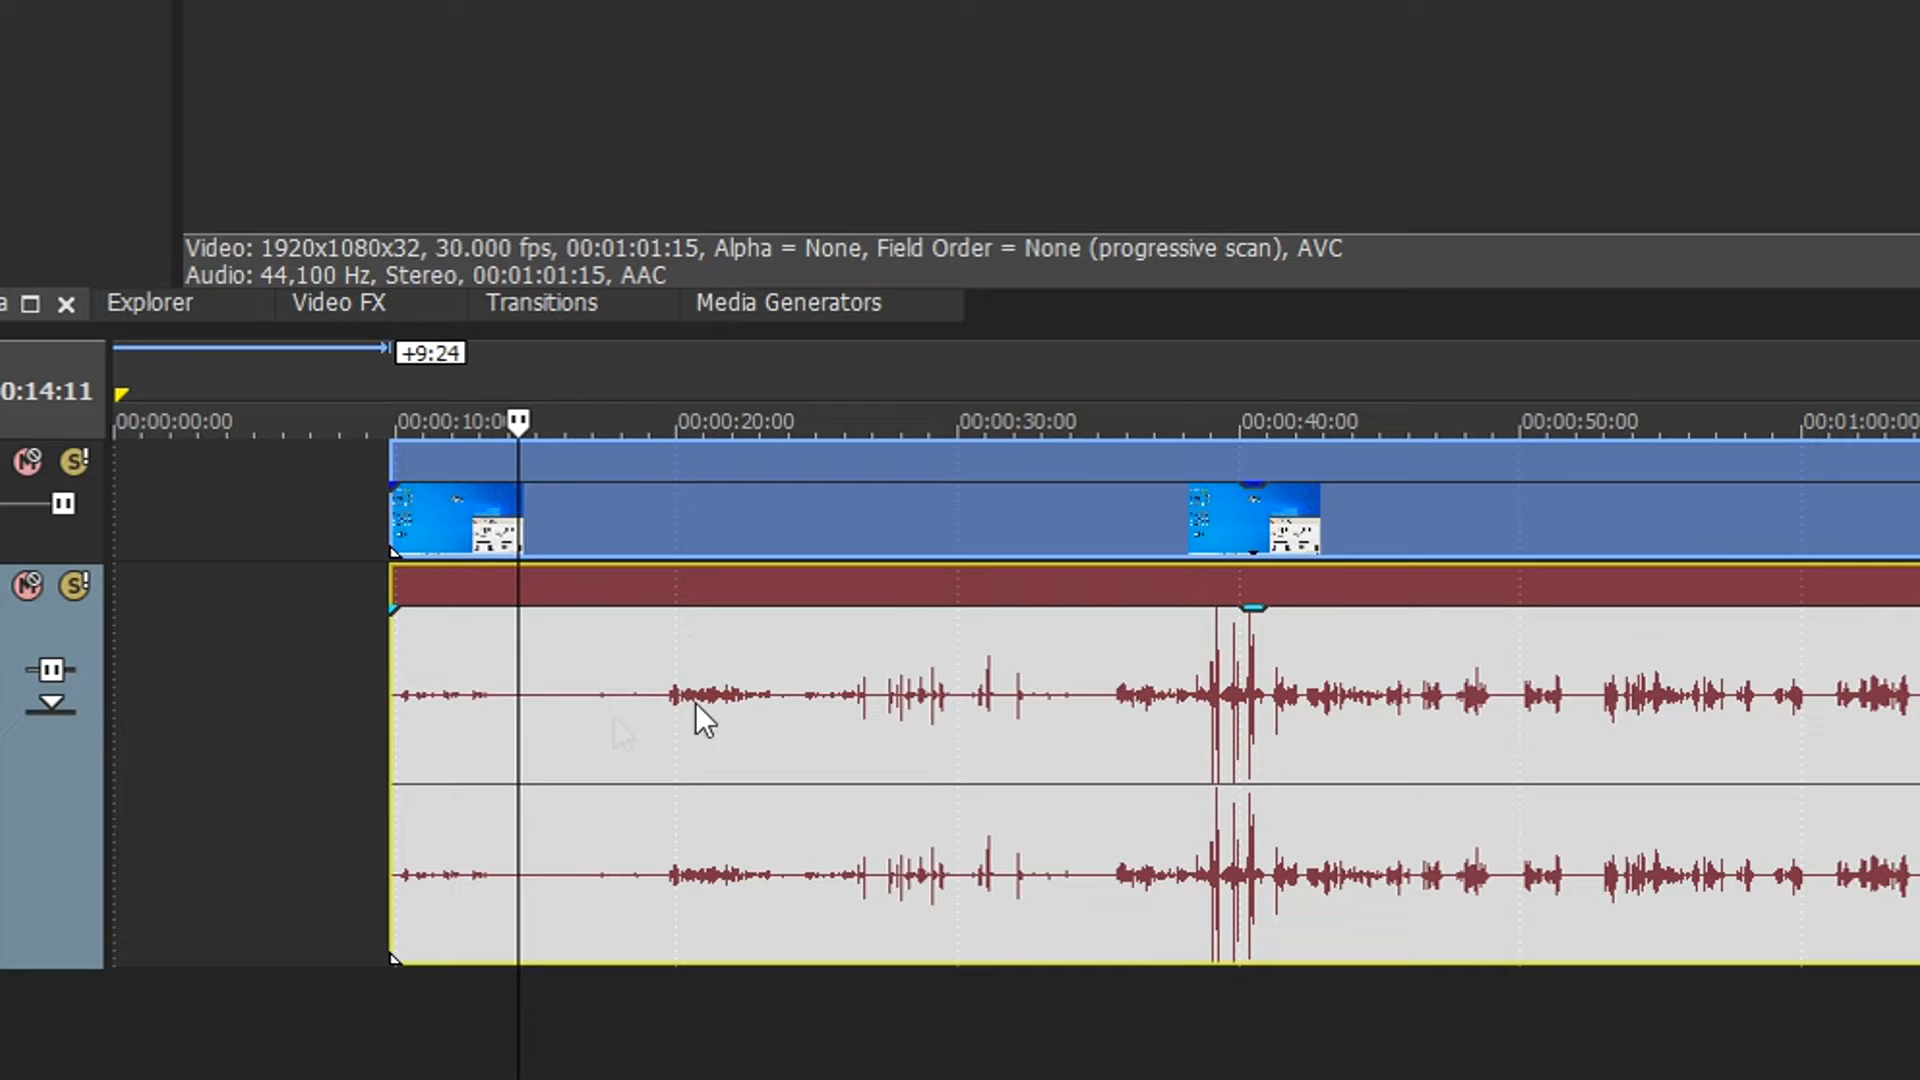 Video: 1920x1080x32, 30.000 fps, 00:01:01:15, Alpha = None, Field Order = None (progressive scan), AVC
Audio: 44,100 Hz, Stereo, 00:01:01:15, AAC
a Explorer Video FX Transitions Media Generators
+9:24
0:14:11
00:00:00:00 00:00:10:0 00:00:20:00 00:00:30:00 00:00:40:00 00:00:50:00 00:01:00:00
M S!
M S!